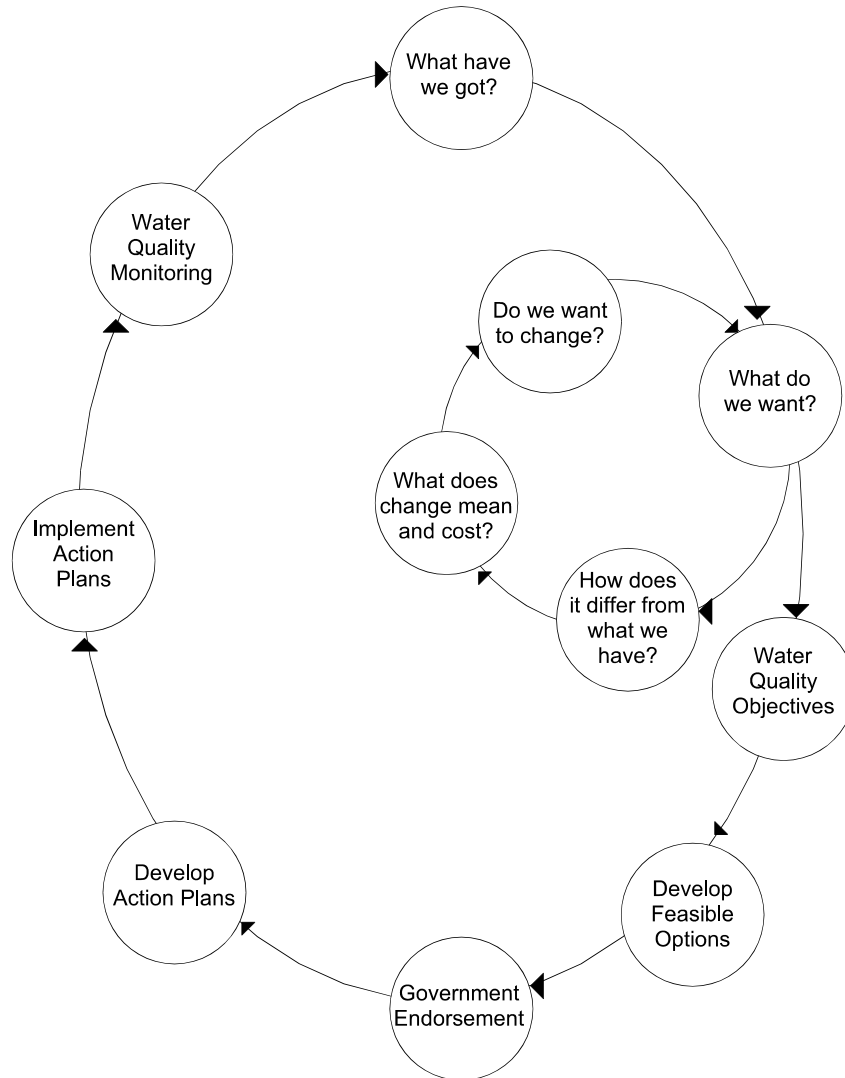 What have
we got?
Water
Quality
Monitoring
Do we want
to change?
What do
we want?
What does
change mean
and cost?
Implement
Action
Plans
How does
it differ from
what we
have?
Water
Quality
Objectives
Develop
Action Plans
Develop
Feasible
Options
Government
Endorsement